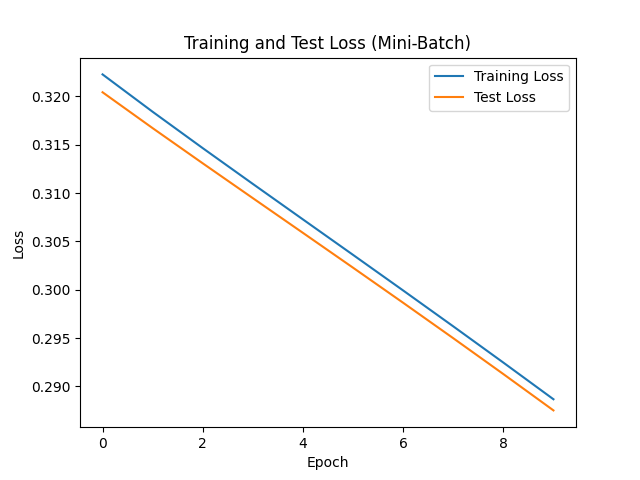 Training and Test Loss (Mini-Batch)
Training Loss
Test Loss
0.320
0.315
0.310
0.305
0.300
0.295
0.290
Loss
0
2
4
6
8
Epoch